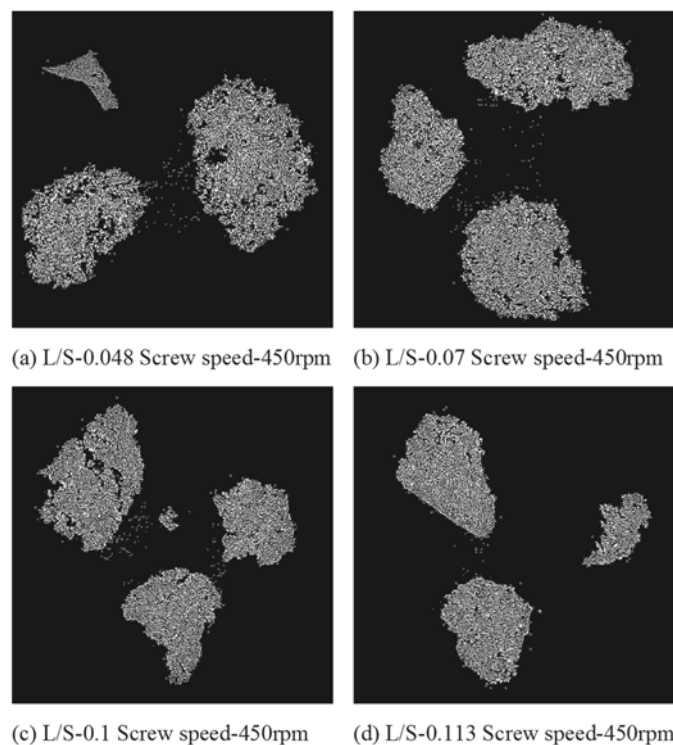 (a) L/S-0.048 Screw speed-450rpm
(b) L/S-0.07 Screw speed-450rpm
(c) L/S-0.1 Screw speed-450rpm
(d) L/S-0.113 Screw speed-450rpm